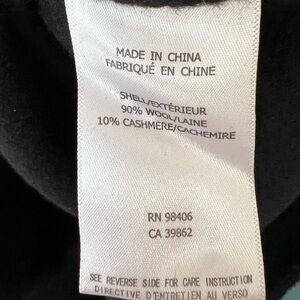 MADE IN CHINA
FABRIQUÉ EN CHINE
SHELL/EXTÉRIEUR
90% WOOL/LAINE
10% CASHMERE/CACHEMIRE
RN 98406
CA 39862
SEE REVERSE SIDE FOR CARE INSTRUCTION
DIRECTIVE D'ENTRETIEN AU VERSO